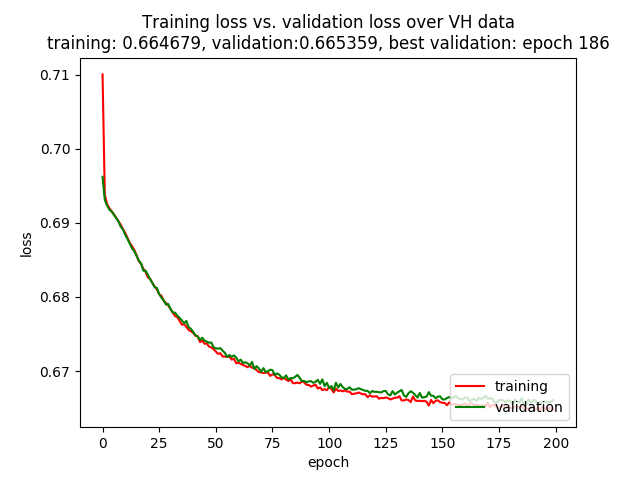 Training loss vs. validation loss over VH data
training: 0.664679, validation:0.665359, best validation: epoch 186
0.71
0.70
0.69
0.68
0.67
loss
training
validation
0 25 50 75 100 125 150 175 200
epoch